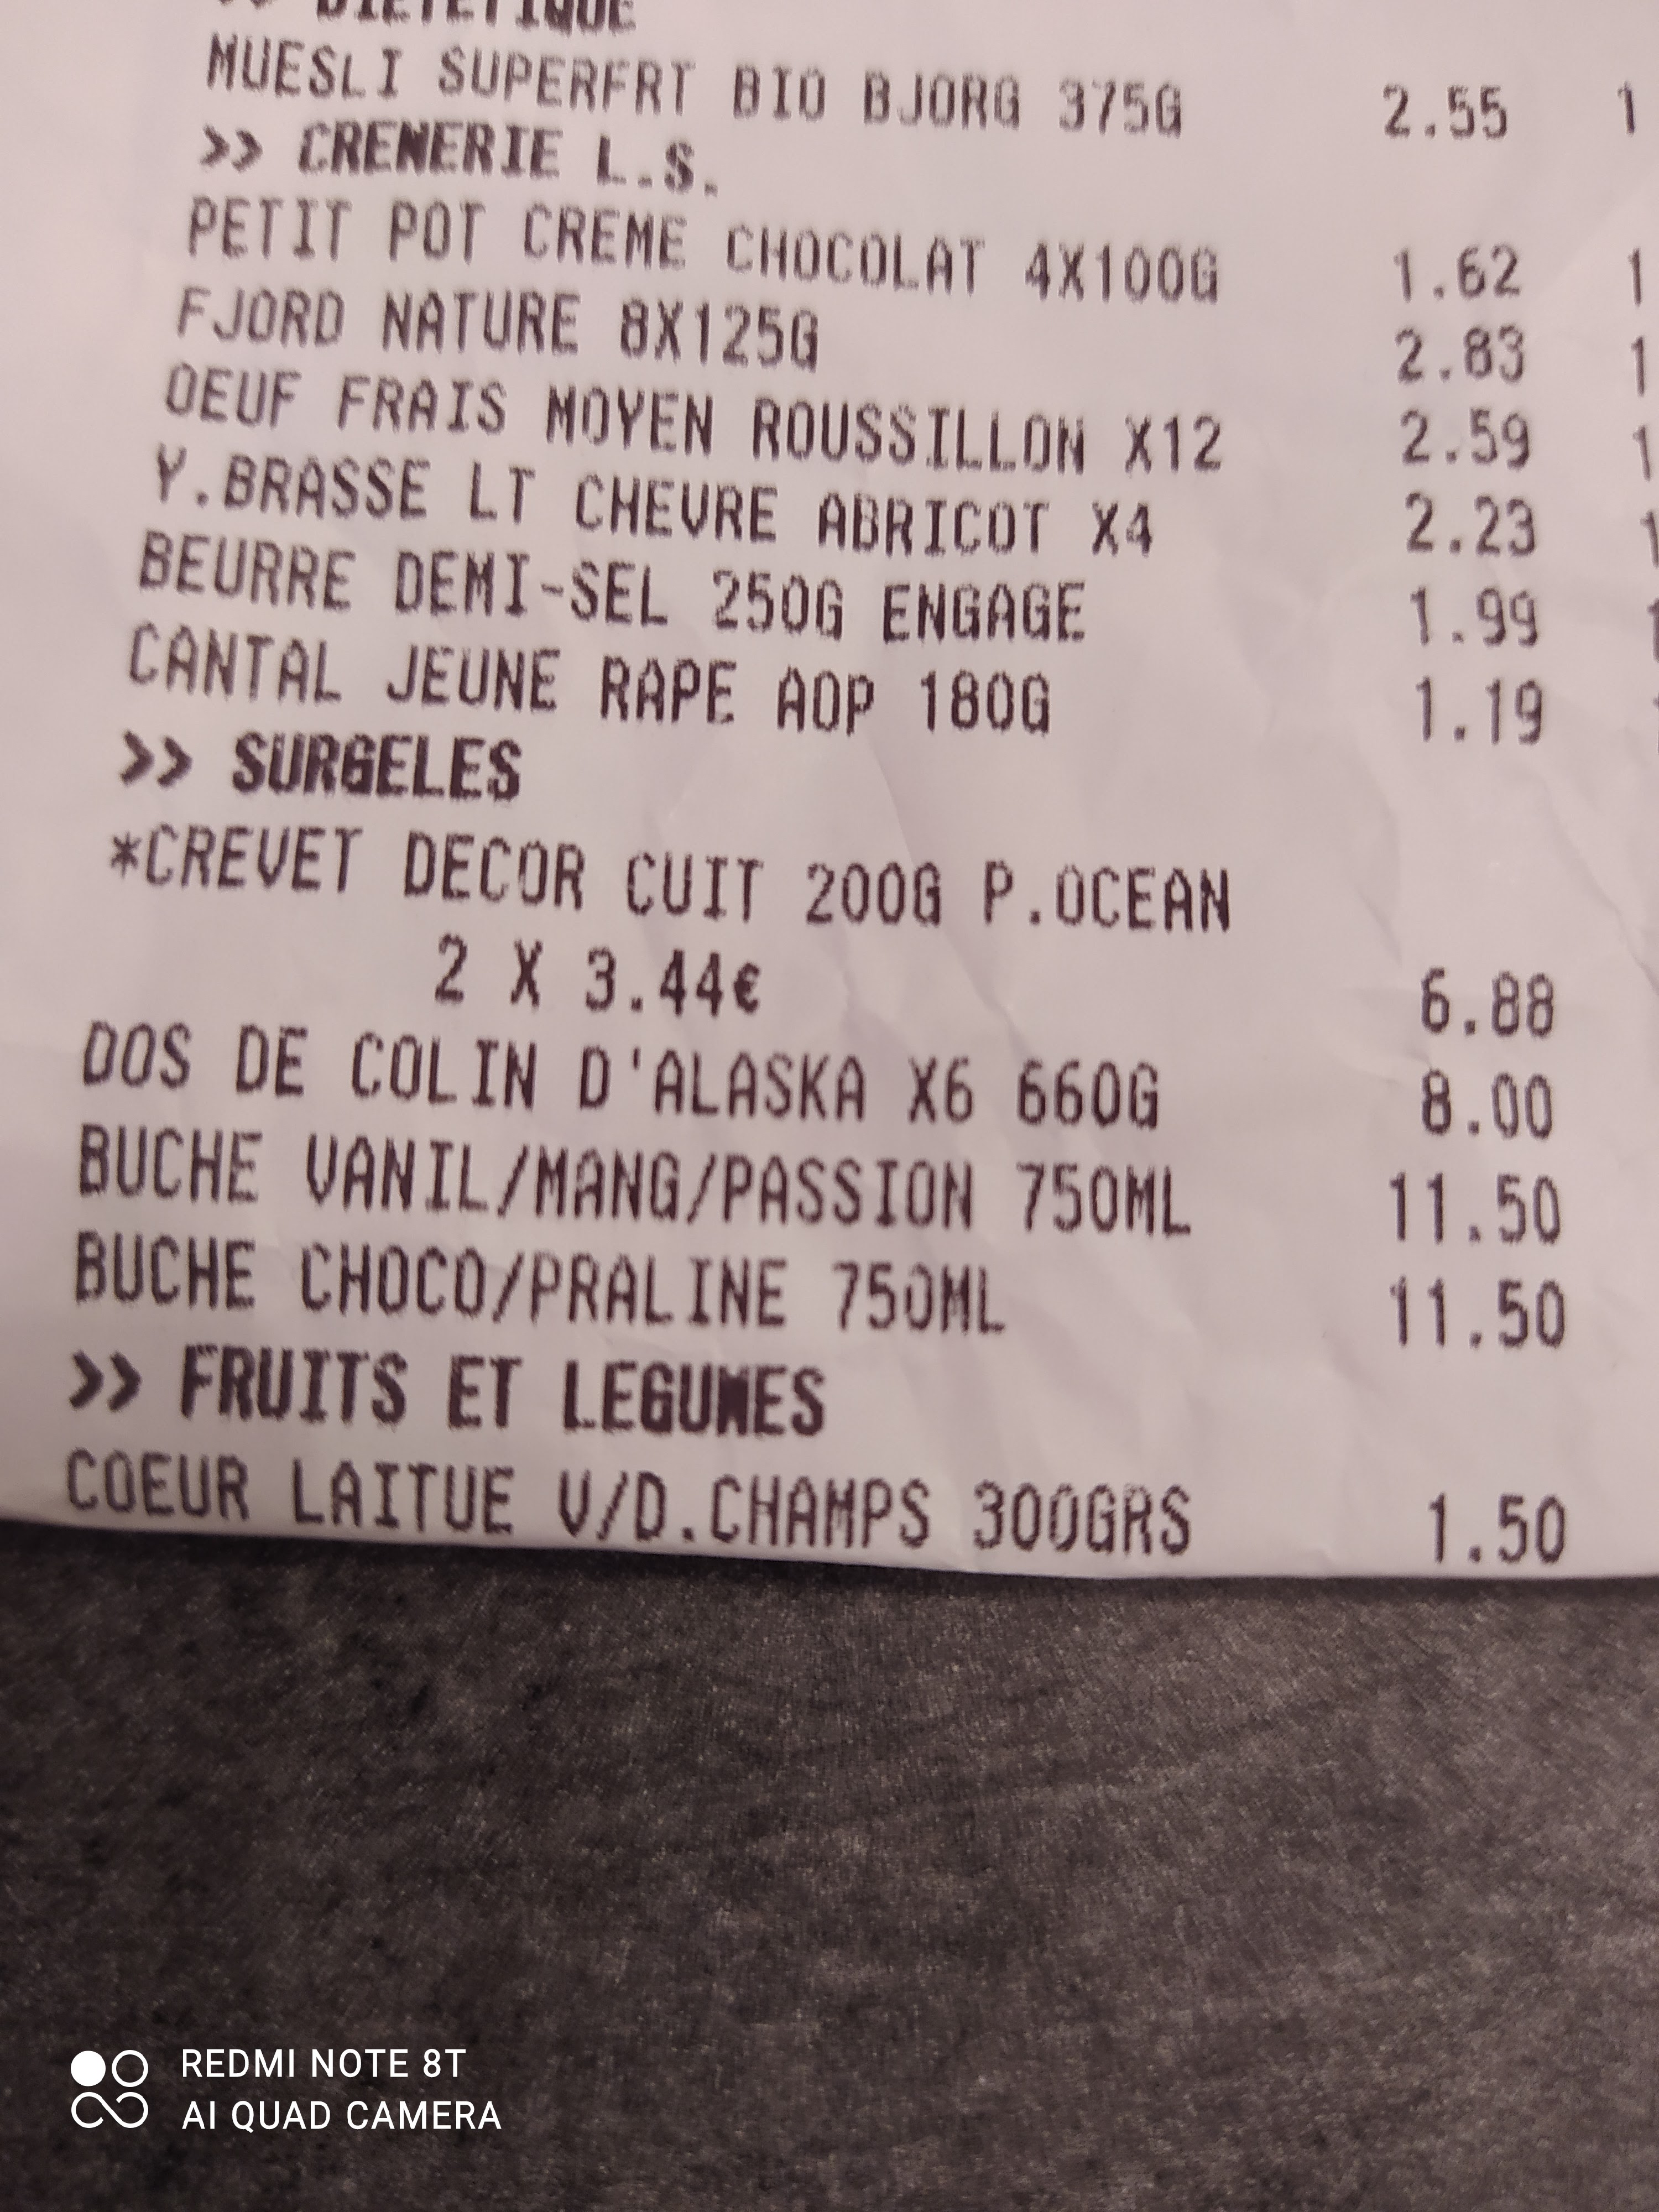 >> DIETETIQUE
MUESLI SUPERFRT BIO BJORG 375G 2.55 1
>> CREMERIE L.S.
PETIT POT CREME CHOCOLAT 4X100G 1.62 1
FJORD NATURE 8X125G 2.83 1
OEUF FRAIS MOYEN ROUSSILLON X12 2.59 1
Y.BRASSE LT CHEVRE ABRICOT X4 2.23 1
BEURRE DEMI-SEL 250G ENGAGE 1.99 1
CANTAL JEUNE RAPE AOP 180G 1.19
>> SURGELES
*CREVET DECOR CUIT 200G P.OCEAN
2 X 3.44€ 6.88
DOS DE COLIN D'ALASKA X6 660G 8.00
BUCHE VANIL/MANG/PASSION 750ML 11.50
BUCHE CHOCO/PRALINE 750ML 11.50
>> FRUITS ET LEGUMES
COEUR LAITUE V/D.CHAMPS 300GRS 1.50
REDMI NOTE 8T
AI QUAD CAMERA